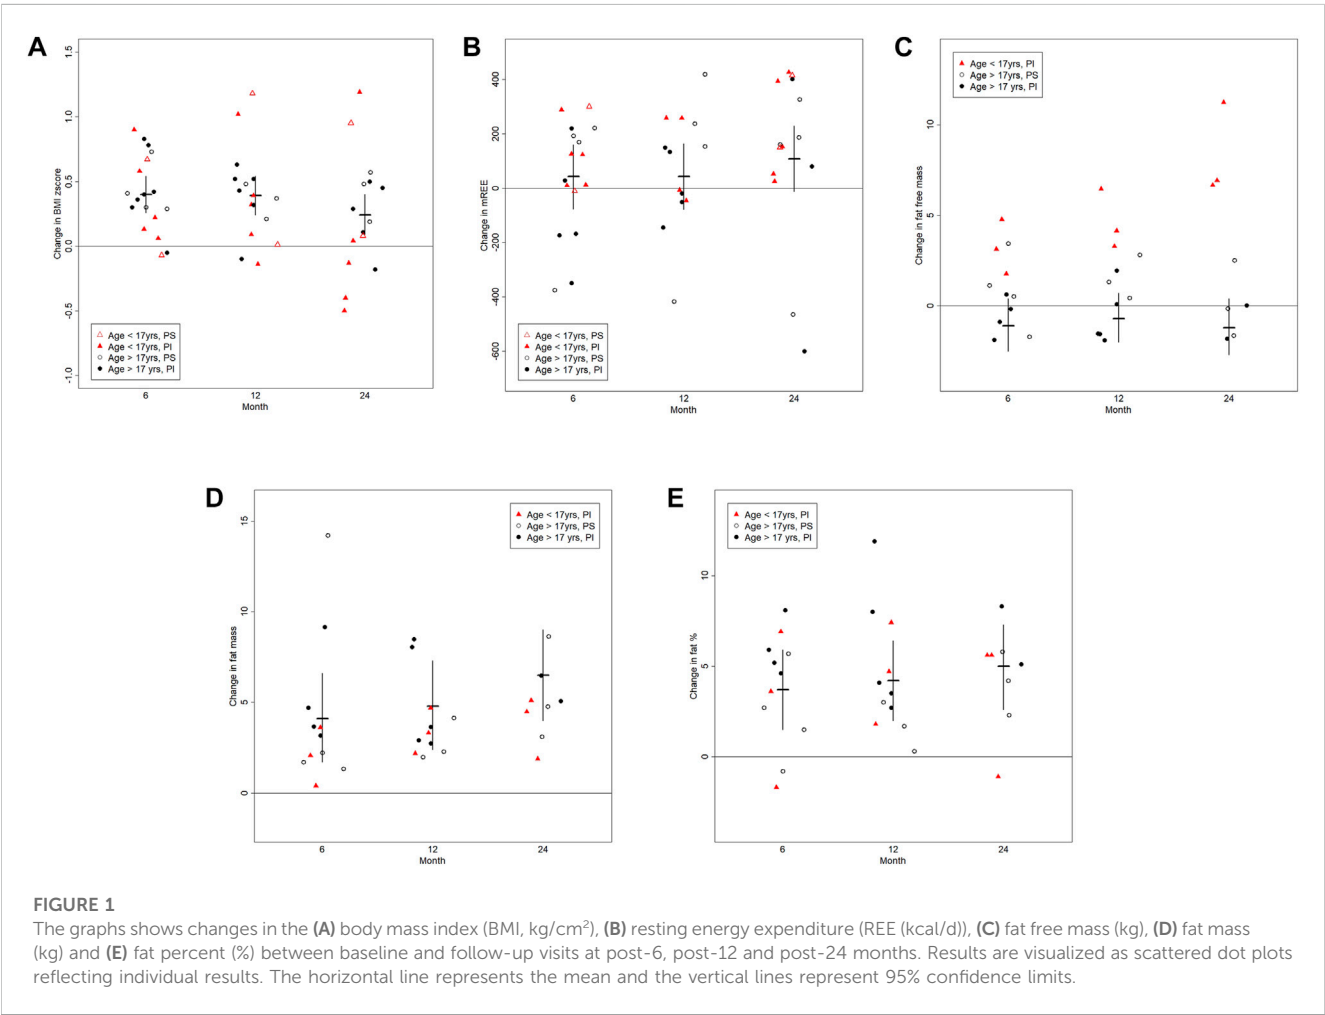 A
Change in BMI zscore
1.5
1.0
0.5
0.0
-0.5
-1.0
Age < 17yrs, PS
Age < 17yrs, PI
Age > 17yrs, PS
Age > 17 yrs, PI
6
12
24
Month
B
Change in mREE
400
200
0
-200
-400
-600
Age < 17yrs, PS
Age < 17yrs, PI
Age > 17yrs, PS
Age > 17 yrs, PI
6
12
24
Month
C
Change in fat free mass
10
5
0
Age < 17yrs, PI
Age > 17yrs, PS
Age > 17 yrs, PI
6
12
24
Month
D
Change in fat mass
15
10
5
0
Age < 17yrs, PI
Age > 17yrs, PS
Age > 17 yrs, PI
6
12
24
Month
E
Change in fat %
10
5
0
Age < 17yrs, PI
Age > 17yrs, PS
Age > 17 yrs, PI
6
12
24
Month
FIGURE 1
The graphs shows changes in the (A) body mass index (BMI, kg/cm²), (B) resting energy expenditure (REE (kcal/d)), (C) fat free mass (kg), (D) fat mass
(kg) and (E) fat percent (%) between baseline and follow-up visits at post-6, post-12 and post-24 months. Results are visualized as scattered dot plots
reflecting individual results. The horizontal line represents the mean and the vertical lines represent 95% confidence limits.